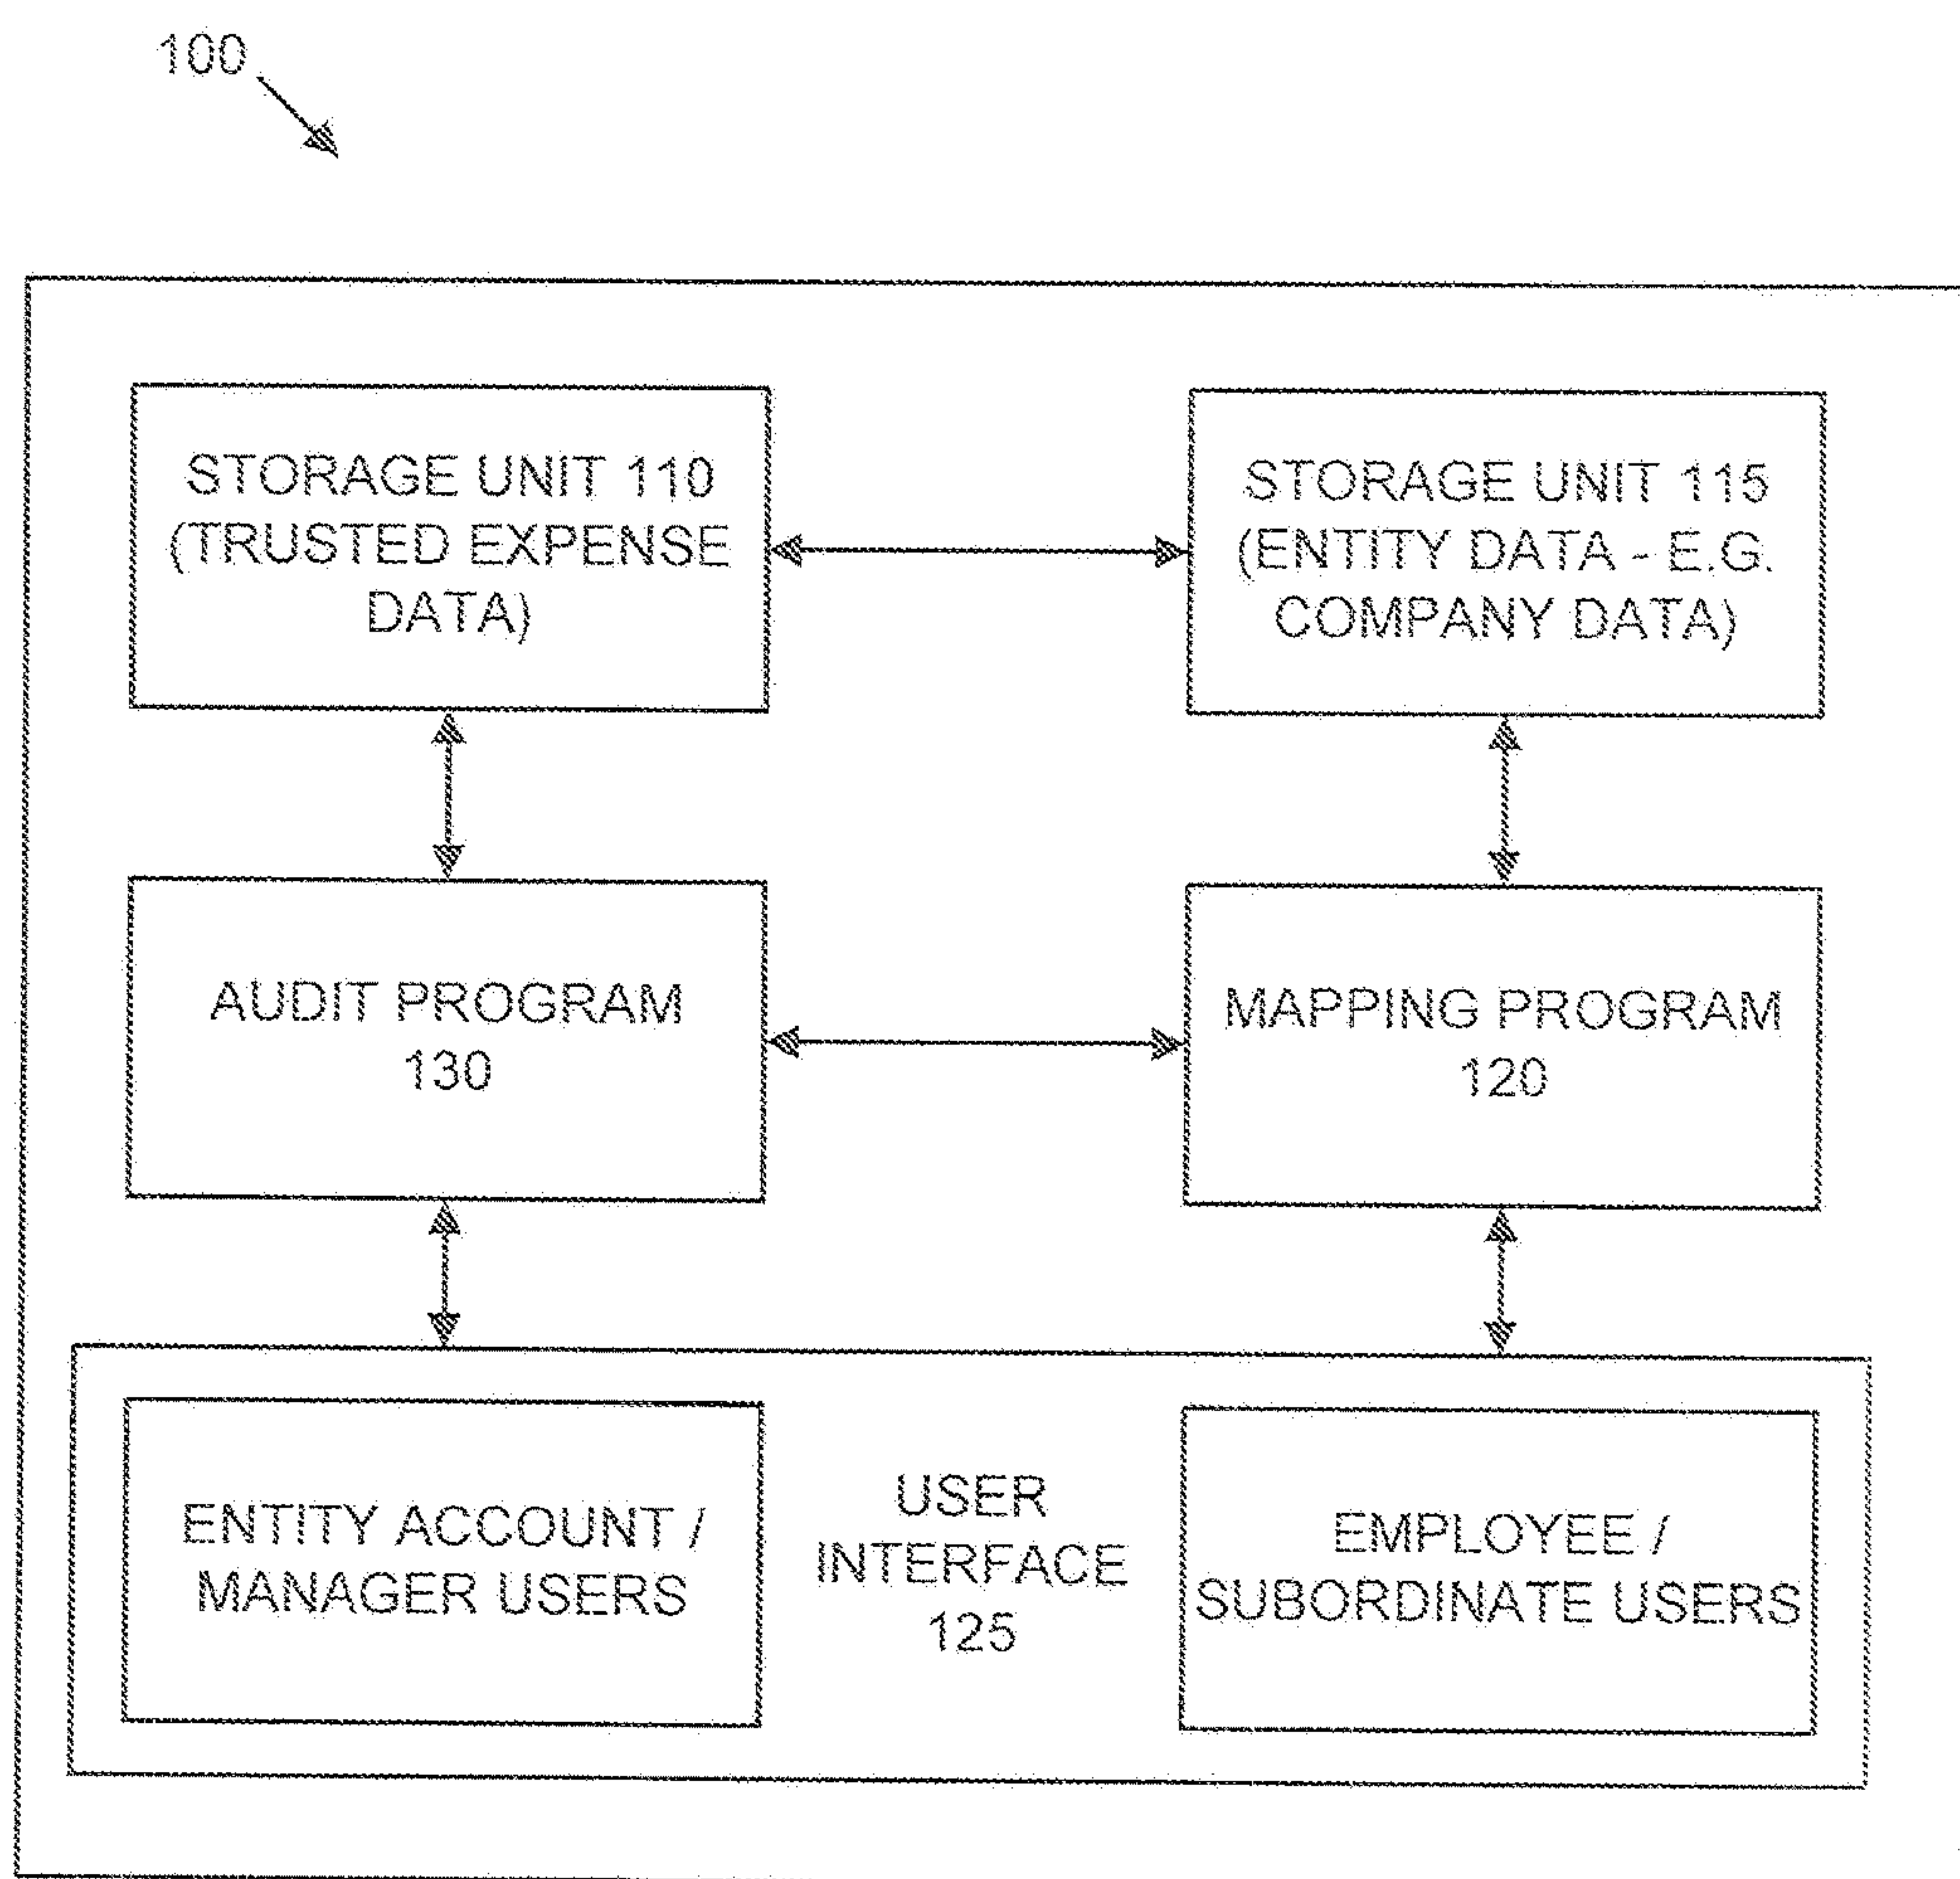 100
STORAGE UNIT 110
(TRUSTED EXPENSE
DATA)
STORAGE UNIT 115
(ENTITY DATA - E.G.
COMPANY DATA)
AUDIT PROGRAM
130
MAPPING PROGRAM
120
ENTITY ACCOUNT /
MANAGER USERS
USER
INTERFACE
125
EMPLOYEE /
SUBORDINATE USERS